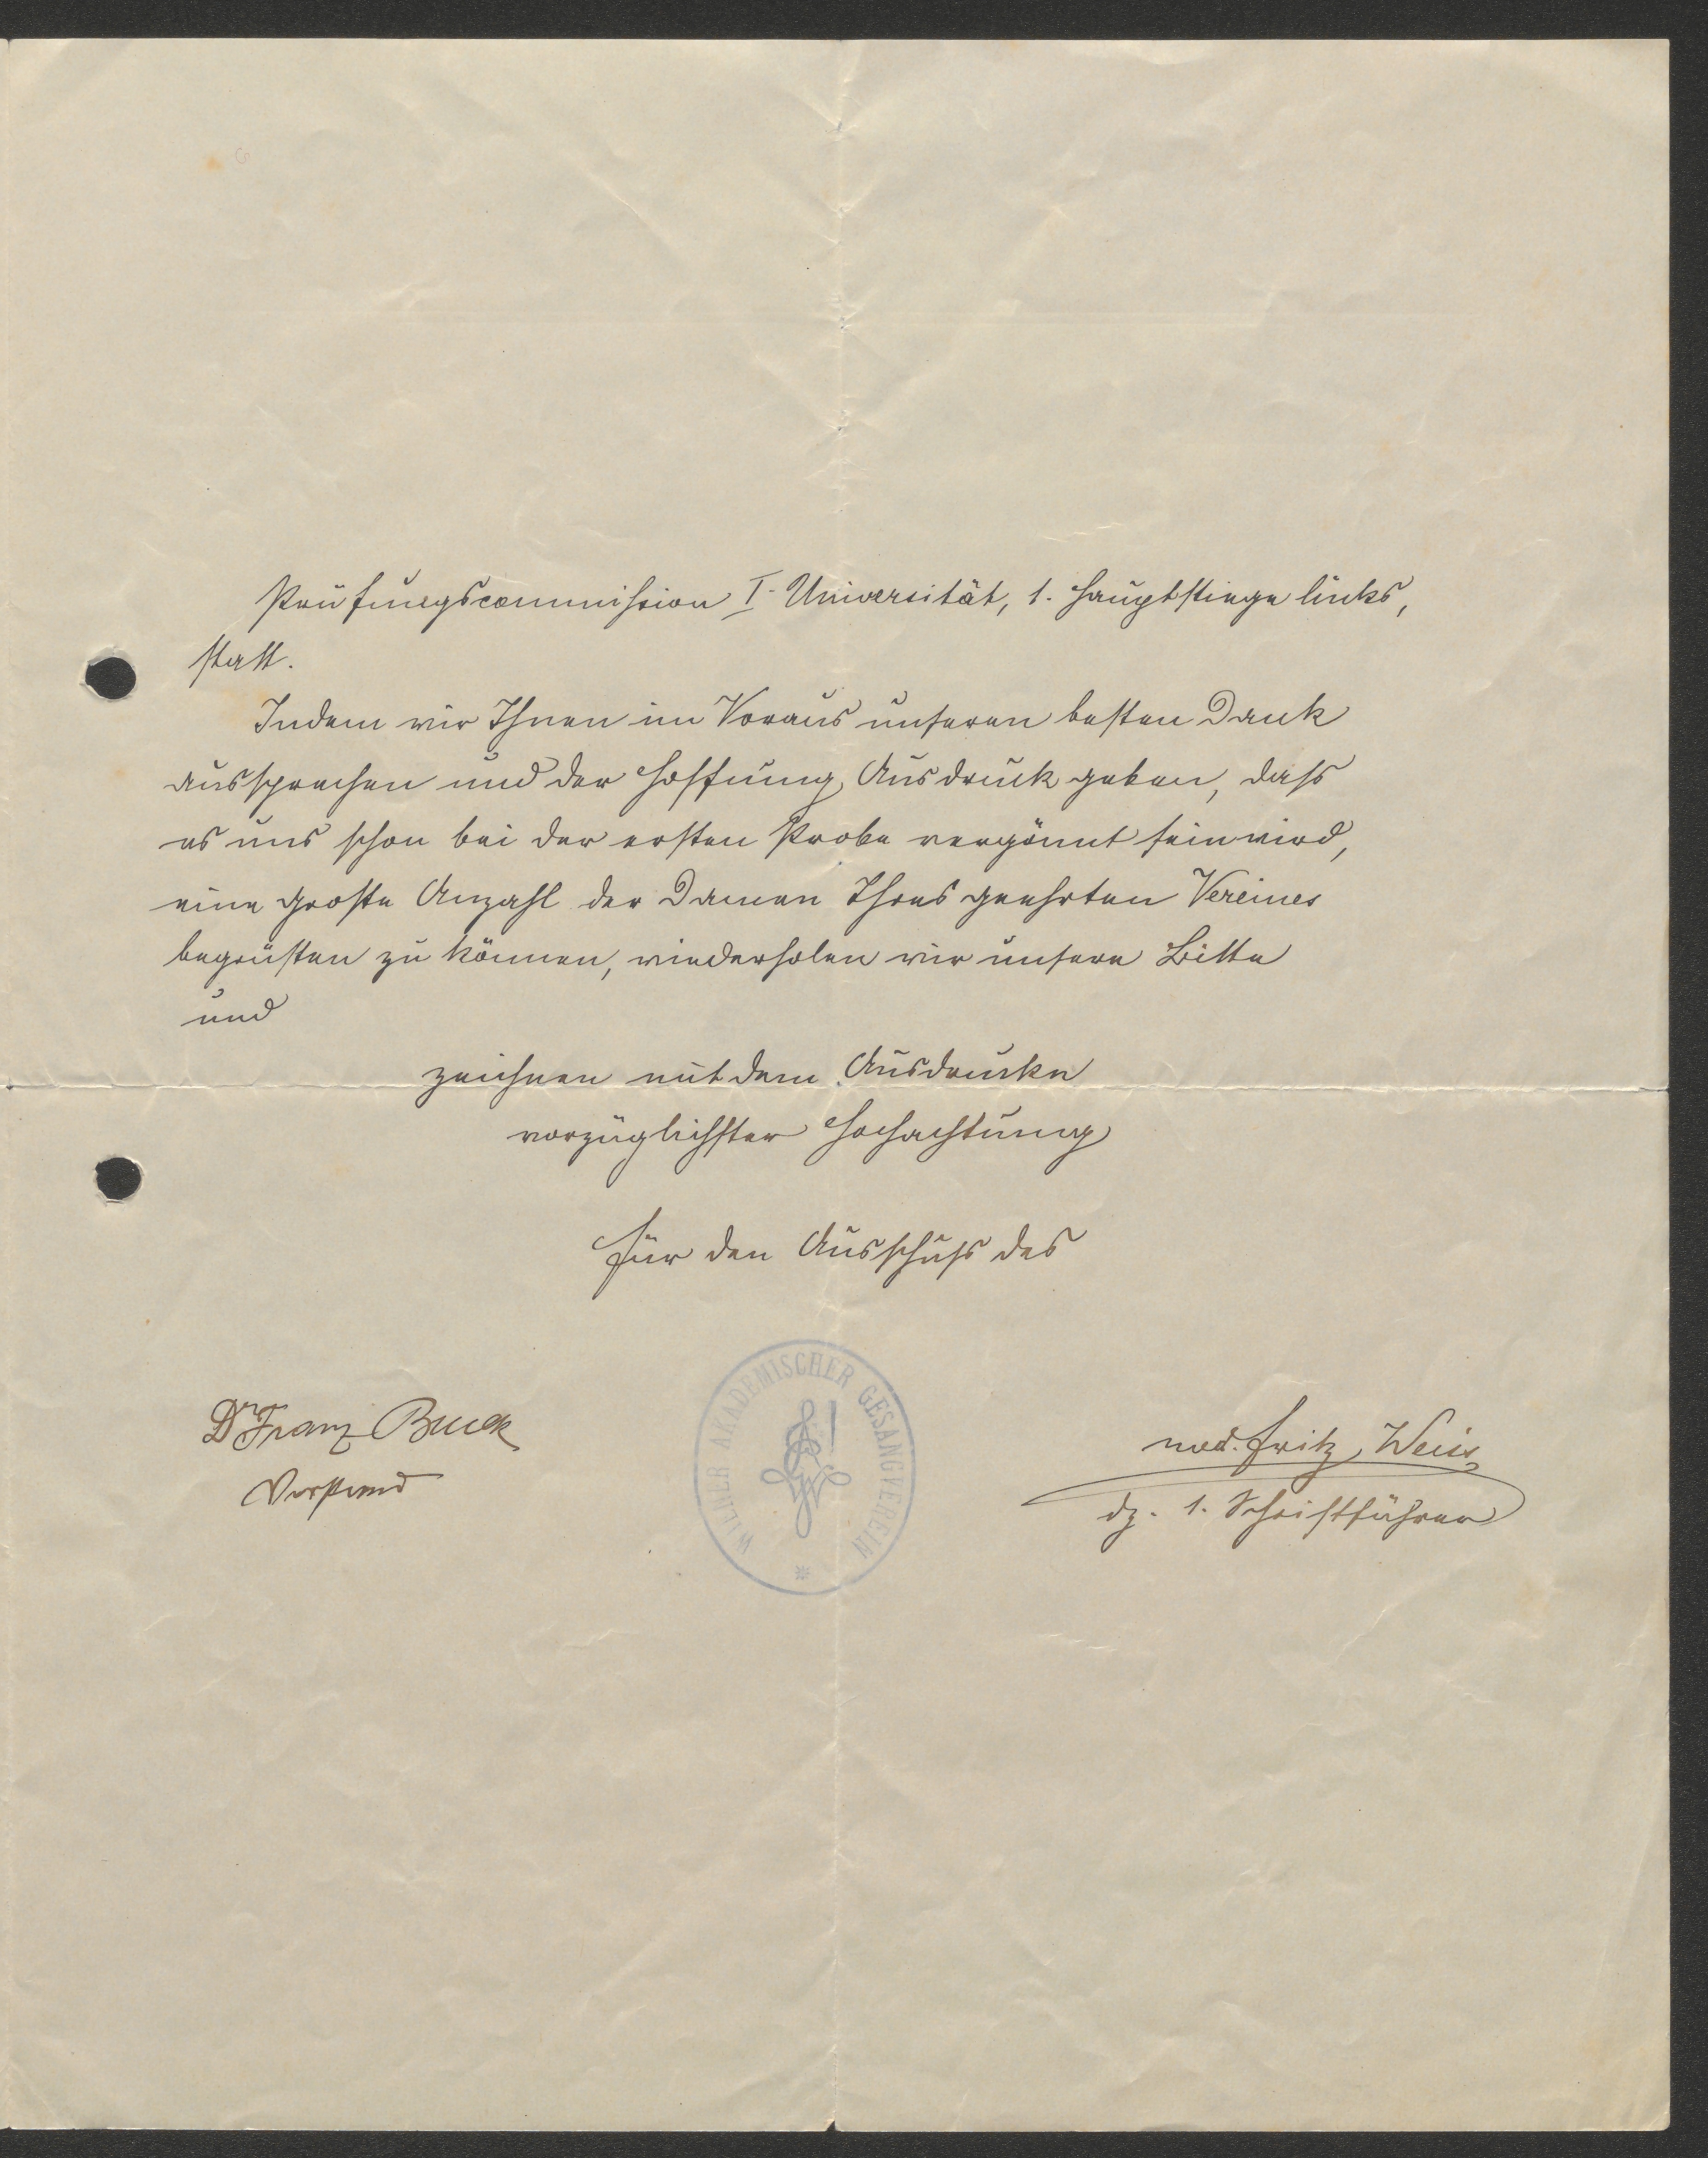 Prüfungscommission I. Universität, 1. Hauptstiege links,
statt.
Indem wir Ihnen im Voraus unseren besten Dank
aussprechen und der Hoffnung Ausdruck geben, dass
es uns schon bei der ersten Probe vergönnt sein wird,
eine grosse Anzahl der Damen Ihres geehrten Vereines
begrüssen zu können, wiederholen wir unsere Bitte
und
zeichnen mit dem Ausdrucke
vorzüglichster Hochachtung
für den Ausschuss des
WIENER AKADEMISCHER GESANGVEREIN
Dr Franz
Vorstand
med. Fritz Weiss
dz. 1. Schriftführer